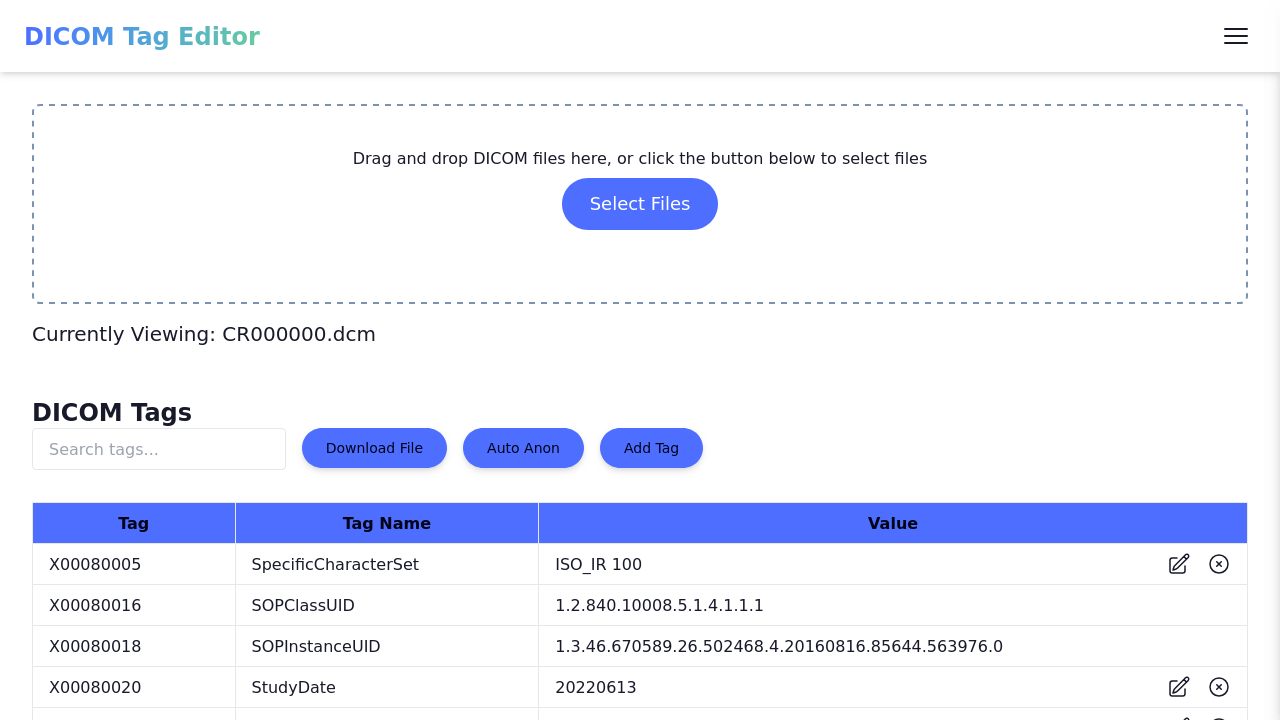 DICOM Tag Editor
Drag and drop DICOM files here, or click the button below to select files
Select Files
Currently Viewing: CR000000.dcm
DICOM Tags
Search tags...
Download File
Auto Anon
Add Tag
Tag Tag Name Value
X00080005 SpecificCharacterSet ISO_IR 100
X00080016 SOPClassUID 1.2.840.10008.5.1.4.1.1.1
X00080018 SOPInstanceUID 1.3.46.670589.26.502468.4.20160816.85644.563976.0
X00080020 StudyDate 20220613